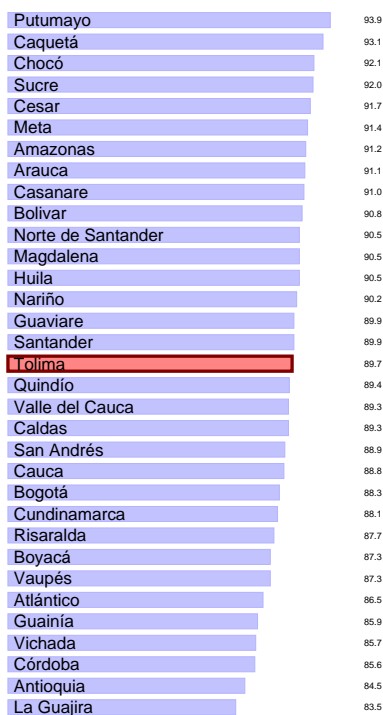 Putumayo 93.9
Caquetá 93.1
Chocó 92.1
Sucre 92.0
Cesar 91.7
Meta 91.4
Amazonas 91.2
Arauca 91.1
Casanare 91.0
Bolivar 90.8
Norte de Santander 90.5
Magdalena 90.5
Huila 90.5
Nariño 90.2
Guaviare 89.9
Santander 89.9
Tolima 89.7
Quindío 89.4
Valle del Cauca 89.3
Caldas 89.3
San Andrés 88.9
Cauca 88.8
Bogotá 88.3
Cundinamarca 88.1
Risaralda 87.7
Boyacá 87.3
Vaupés 87.3
Atlántico 86.5
Guainía 85.9
Vichada 85.7
Córdoba 85.6
Antioquia 84.5
La Guajira 83.5